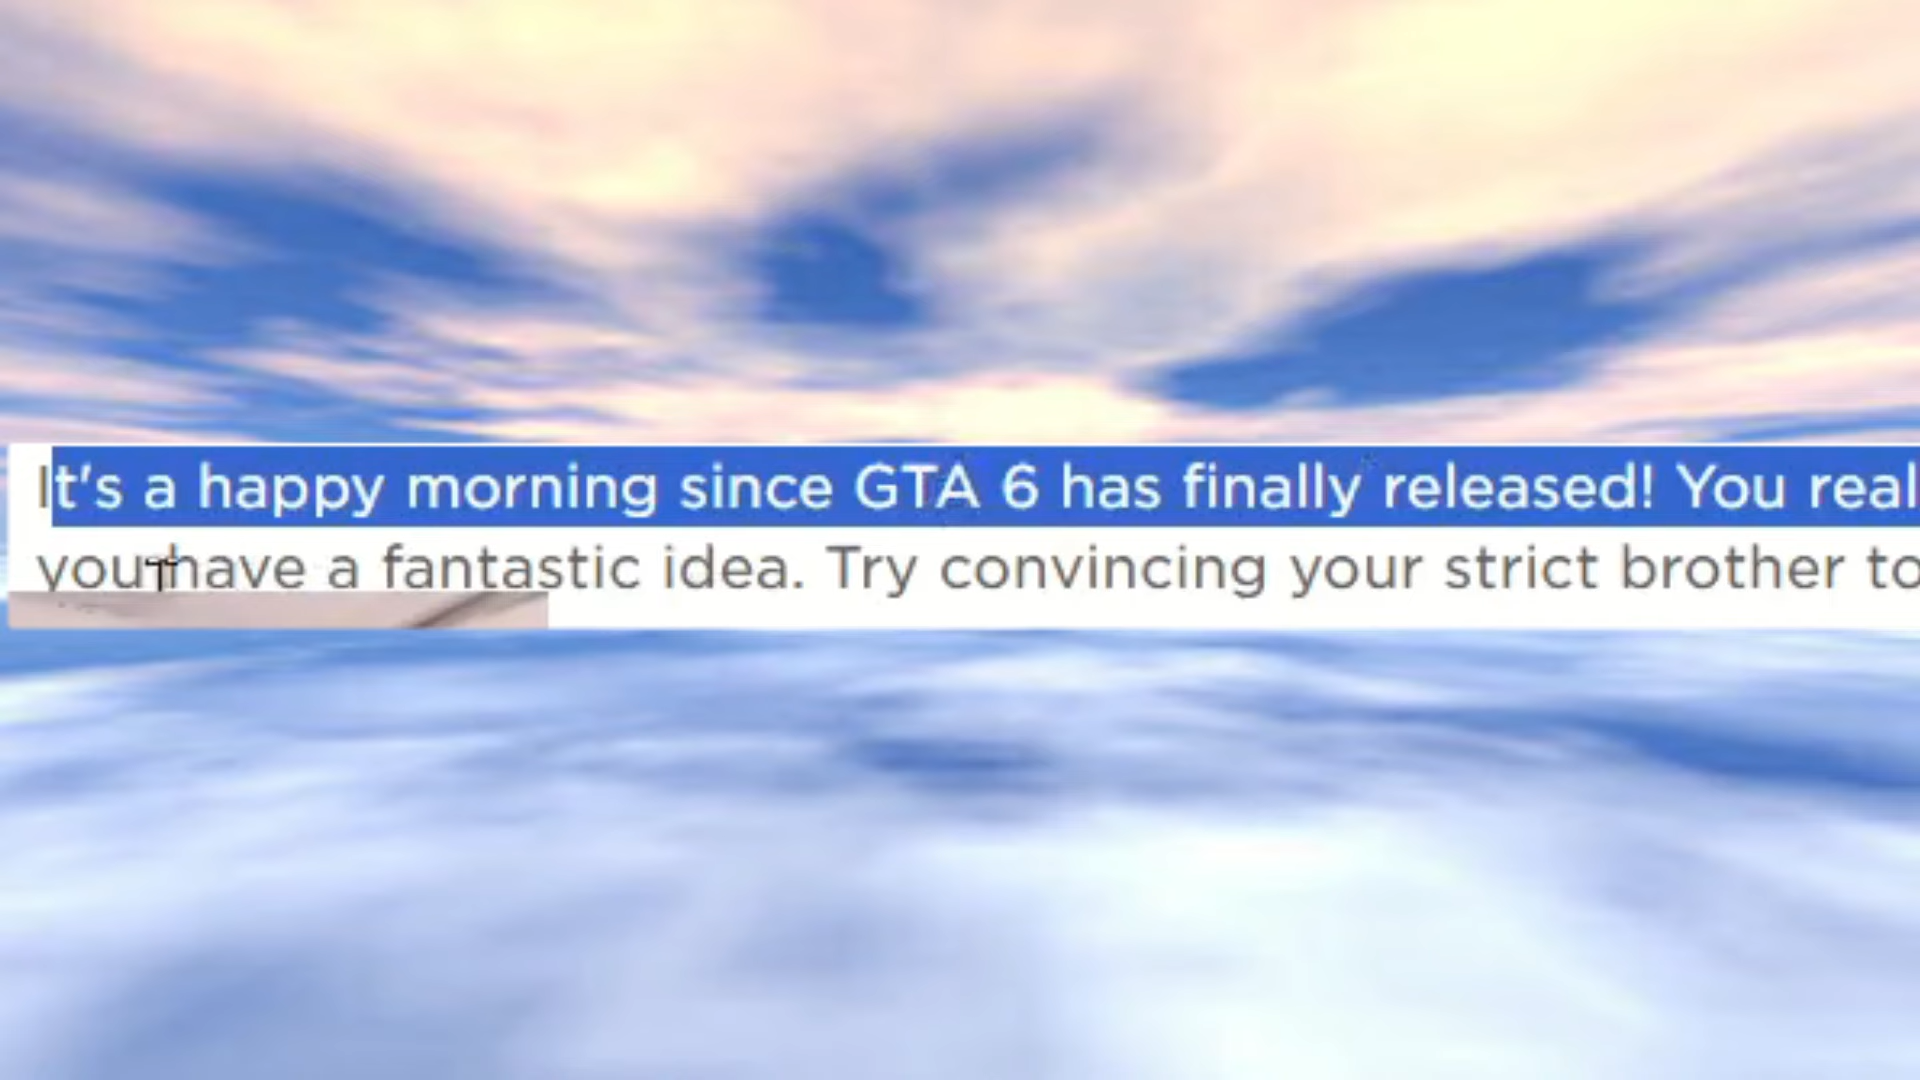 It's a happy morning since GTA 6 has finally released! You real
you have a fantastic idea. Try convincing your strict brother to